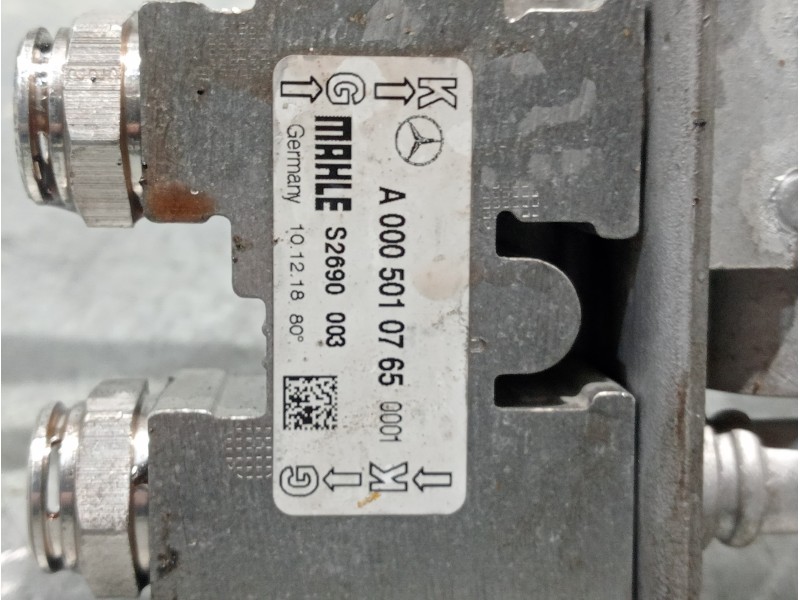 K G
A 000 501 07 65 0001
MAHLE S2690 003
Germany 10.12.18 80°
K G